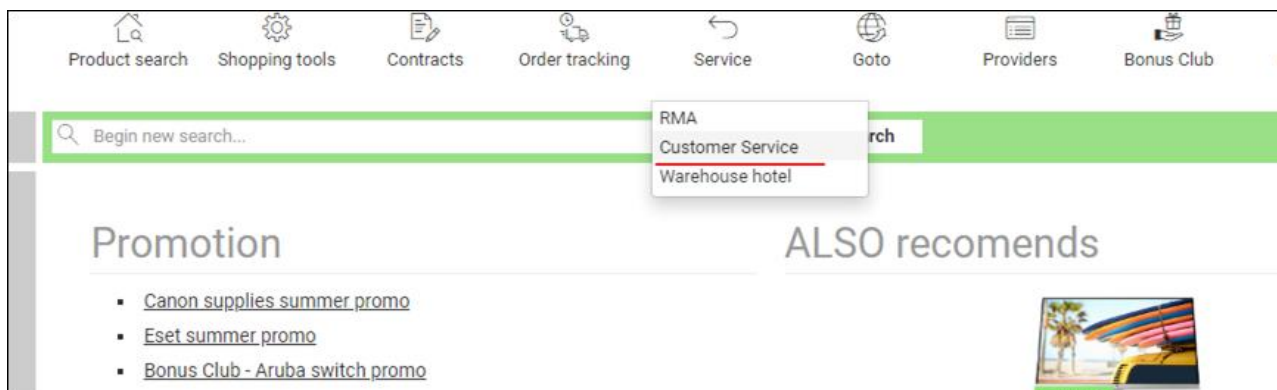 Product search Shopping tools Contracts Order tracking Service Goto Providers Bonus Club
RMA
Begin new search... rch
Customer Service
Warehouse hotel
Promotion
ALSO recomends
Canon supplies summer promo
Eset summer promo
Bonus Club - Aruba switch promo